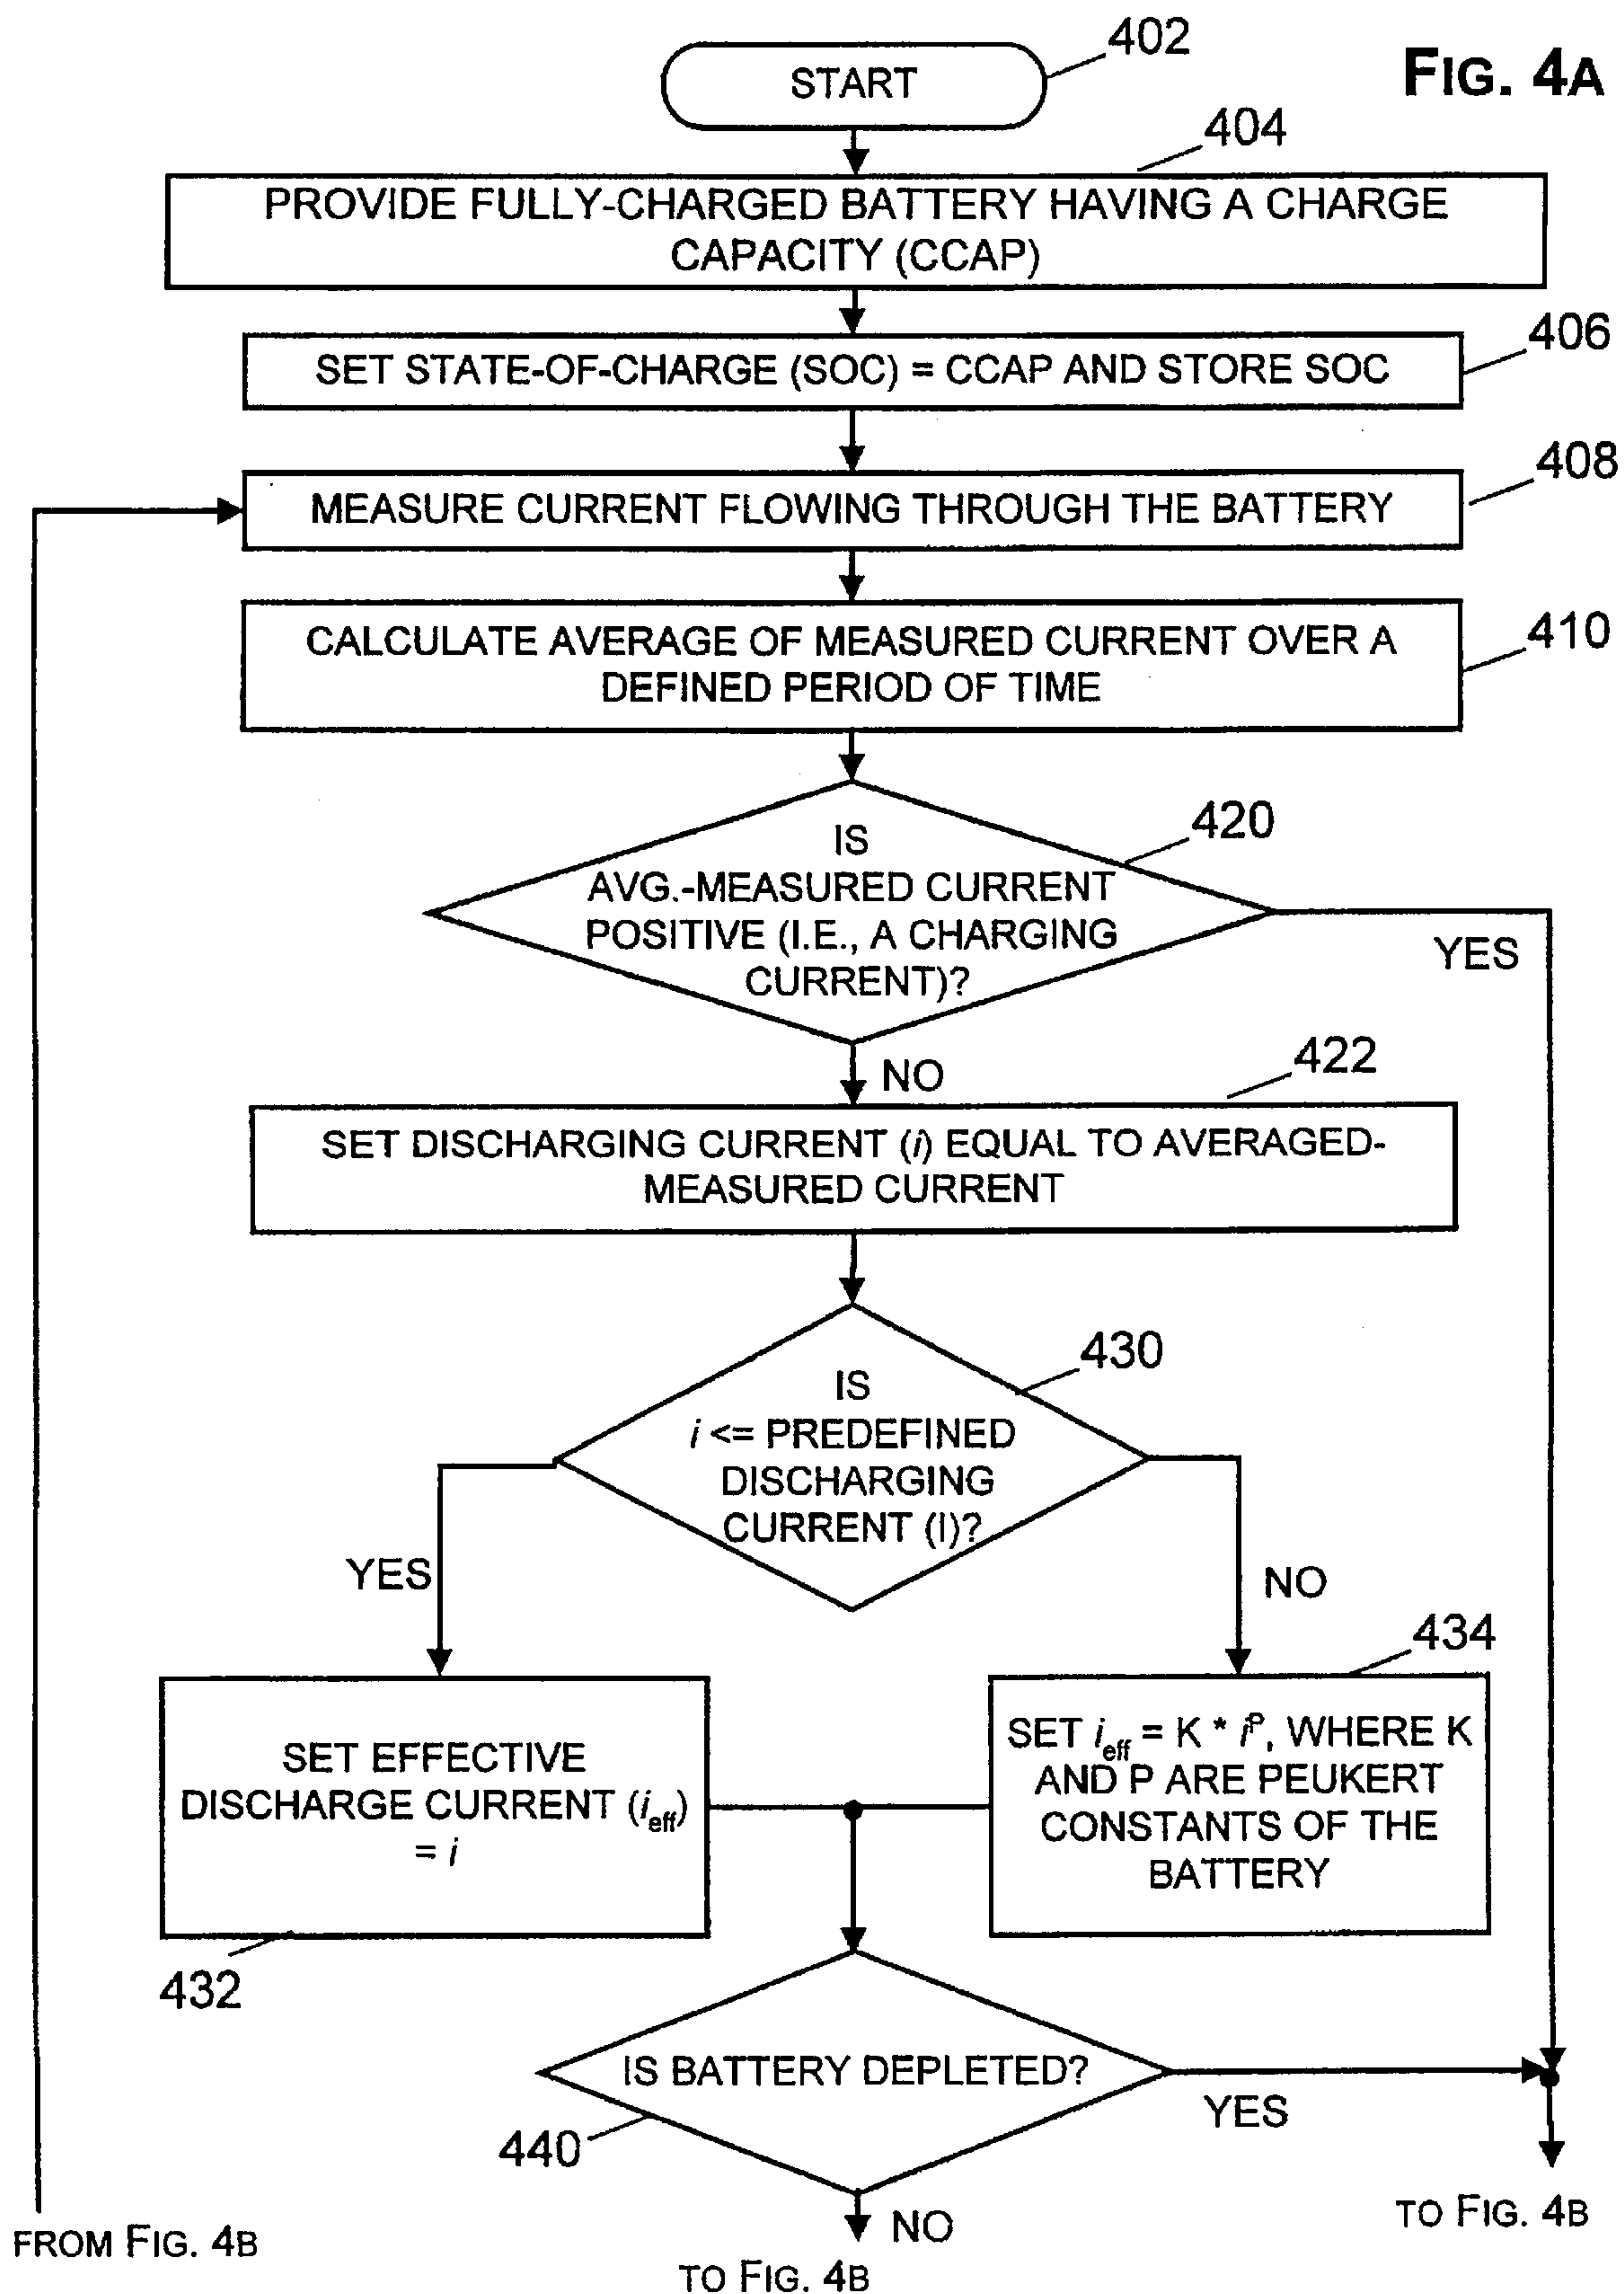 FIG. 4A
402
START
404
PROVIDE FULLY-CHARGED BATTERY HAVING A CHARGE
CAPACITY (CCAP)
406
SET STATE-OF-CHARGE (SOC) = CCAP AND STORE SOC
408
MEASURE CURRENT FLOWING THROUGH THE BATTERY
410
CALCULATE AVERAGE OF MEASURED CURRENT OVER A
DEFINED PERIOD OF TIME
420
IS
AVG.-MEASURED CURRENT
POSITIVE (I.E., A CHARGING
CURRENT)?
YES
NO
422
SET DISCHARGING CURRENT (i) EQUAL TO AVERAGED-
MEASURED CURRENT
430
IS
i <= PREDEFINED
DISCHARGING
CURRENT (I)?
YES
NO
432
SET EFFECTIVE
DISCHARGE CURRENT (i_eff)
= i
434
SET i_eff = K * i^P, WHERE K
AND P ARE PEUKERT
CONSTANTS OF THE
BATTERY
440
IS BATTERY DEPLETED?
YES
NO
FROM FIG. 4B
TO FIG. 4B
TO FIG. 4B